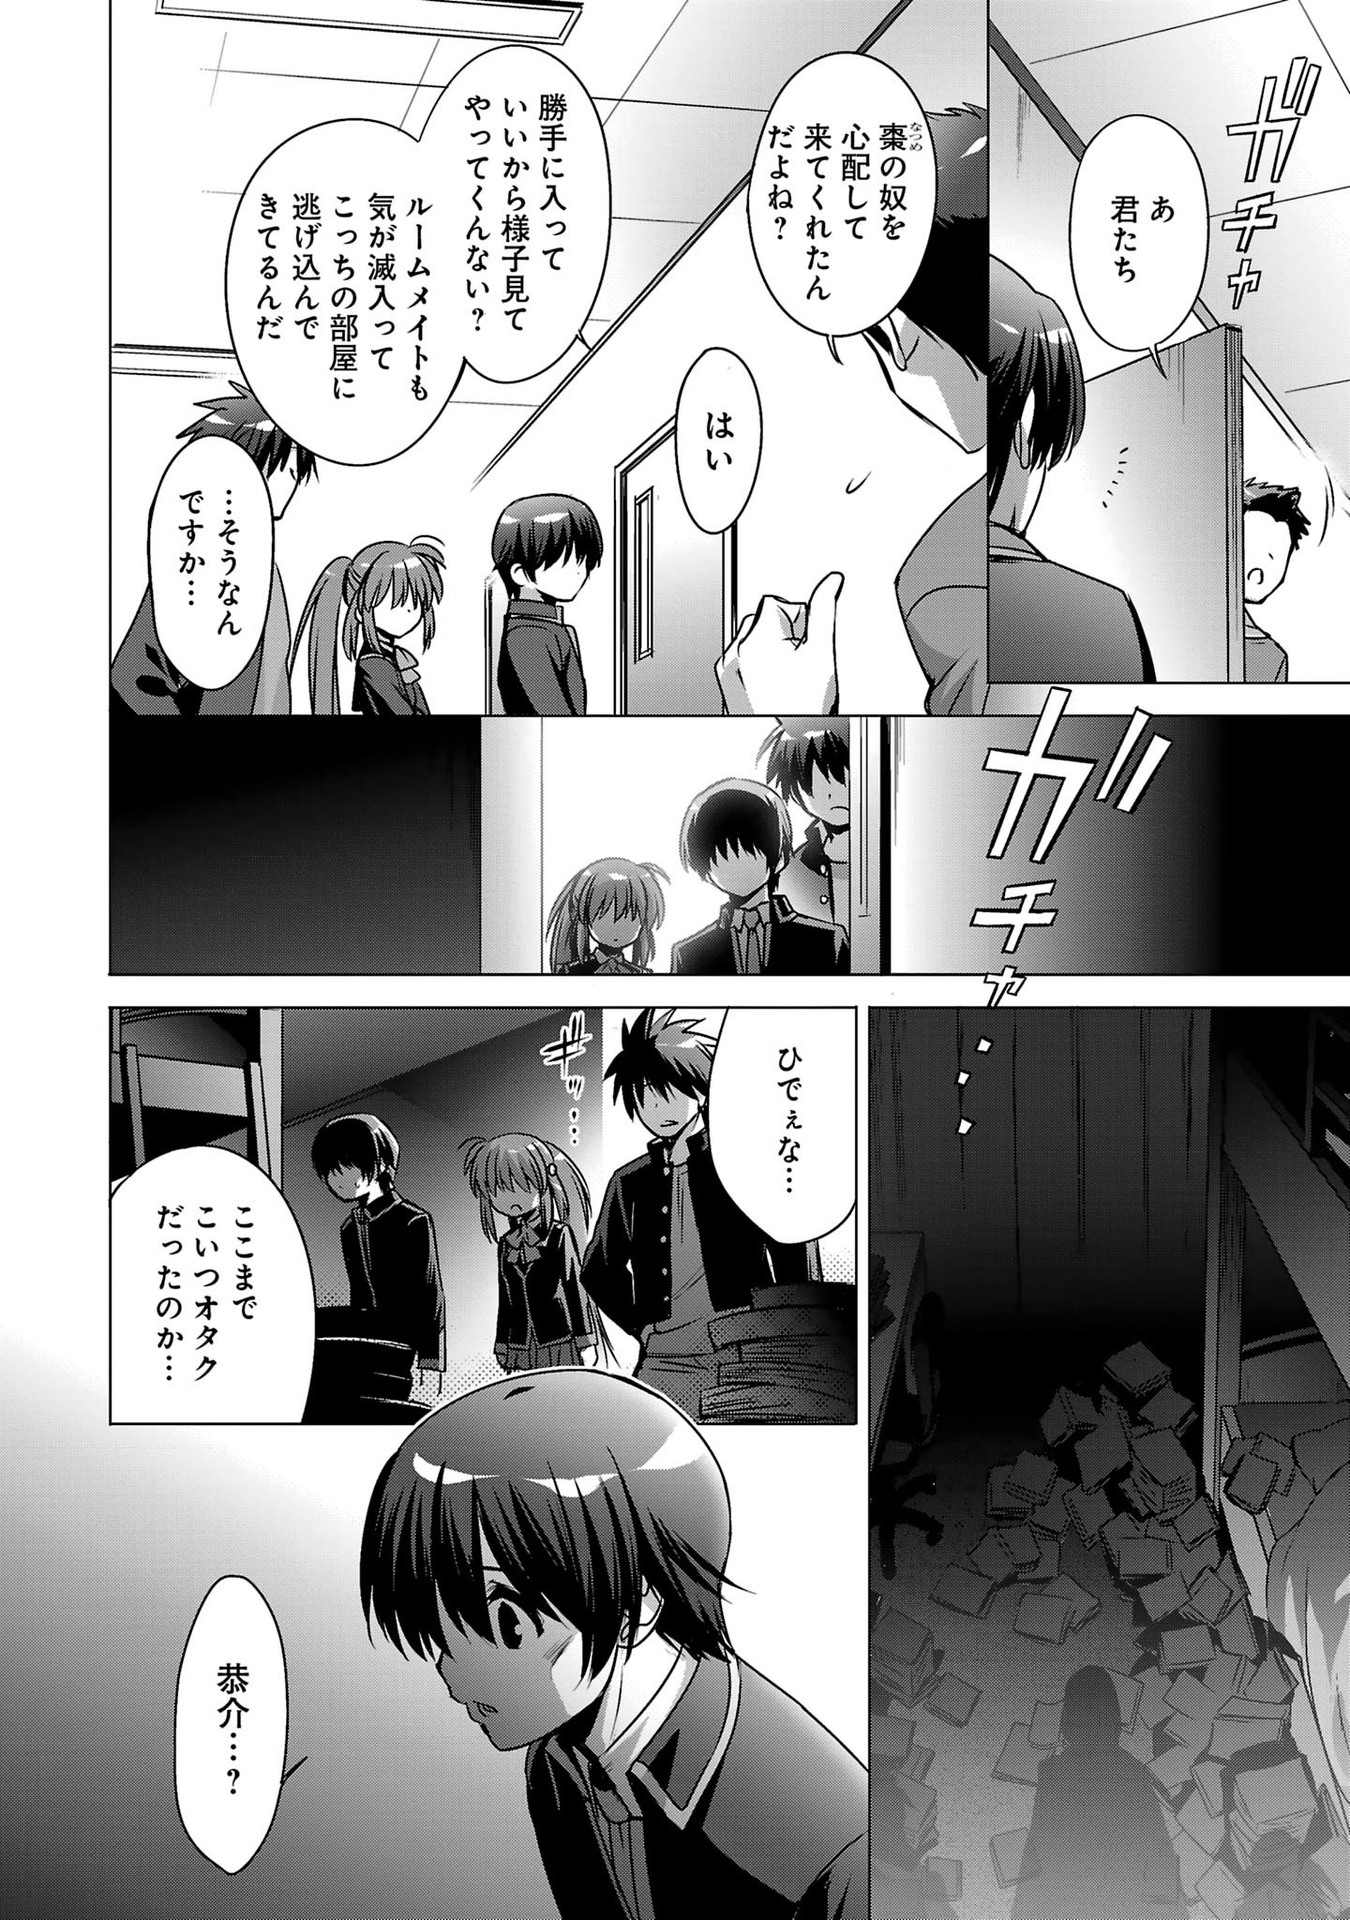 ガチャ
あ
君たち
棗の奴を
なつめ
心配して
来てくれたん
だよね?
はい
勝手に入って
いいから様子見て
やってくんない?
ルームメイトも
気が滅入って
こっちの部屋に
逃げ込んで
きてるんだ
…そうなん
ですか…
ガチャ…
ひでぇな…
ギッ…
ここまで
こいつオタク
だったのか…
恭介…?